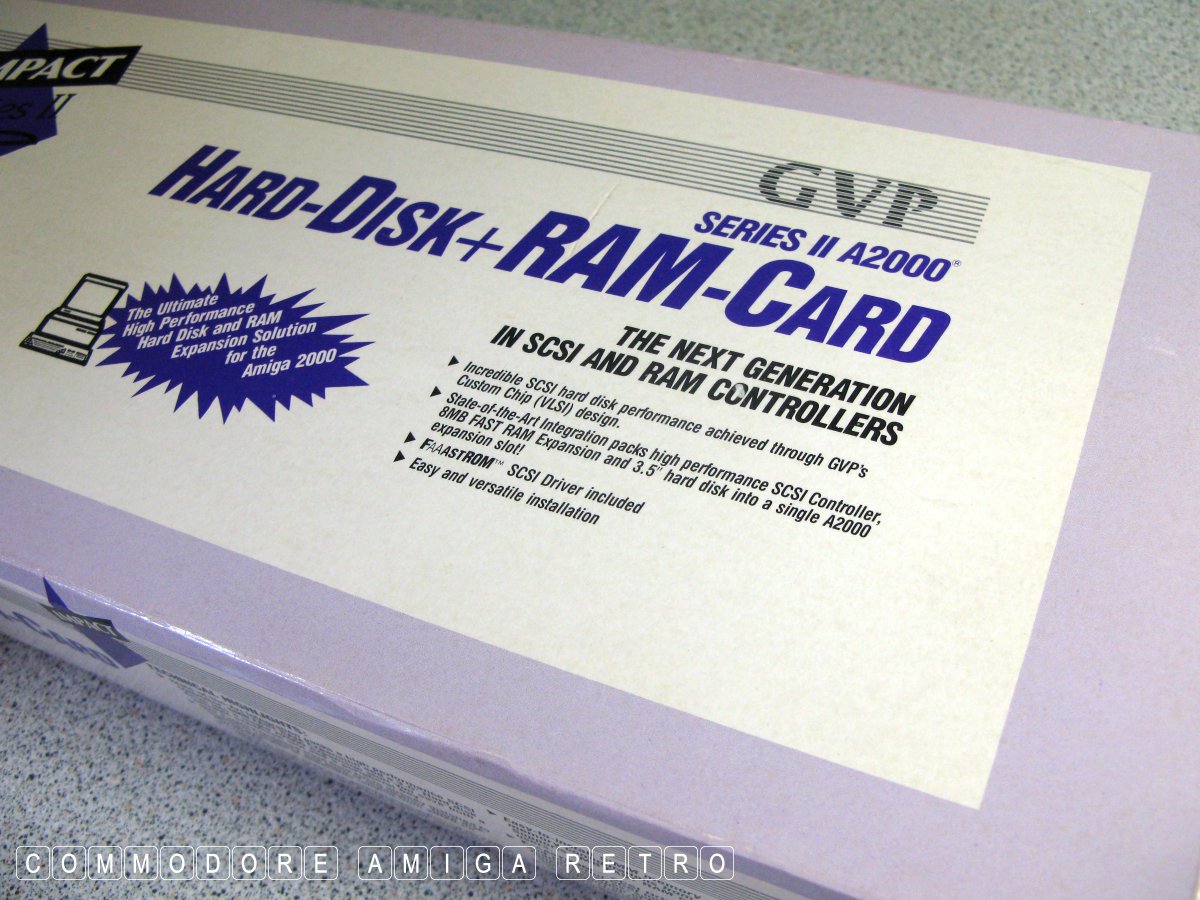 IMPACT
II
GVP
SERIES II A2000®
HARD-DISK+RAM-CARD
The Ultimate
High Performance
Hard Disk and RAM
Expansion Solution
for the
Amiga 2000
THE NEXT GENERATION
IN SCSI AND RAM CONTROLLERS
▶ Incredible SCSI hard disk performance achieved through GVP's
Custom Chip (VLSI) design.
▶ State-of-the-Art Integration packs high performance SCSI Controller,
8MB FAST RAM Expansion and 3.5" hard disk into a single A2000
expansion slot!
▶ FAAASTROM™ SCSI Driver included
▶ Easy and versatile installation
IMPACT
COMMODORE AMIGA RETRO